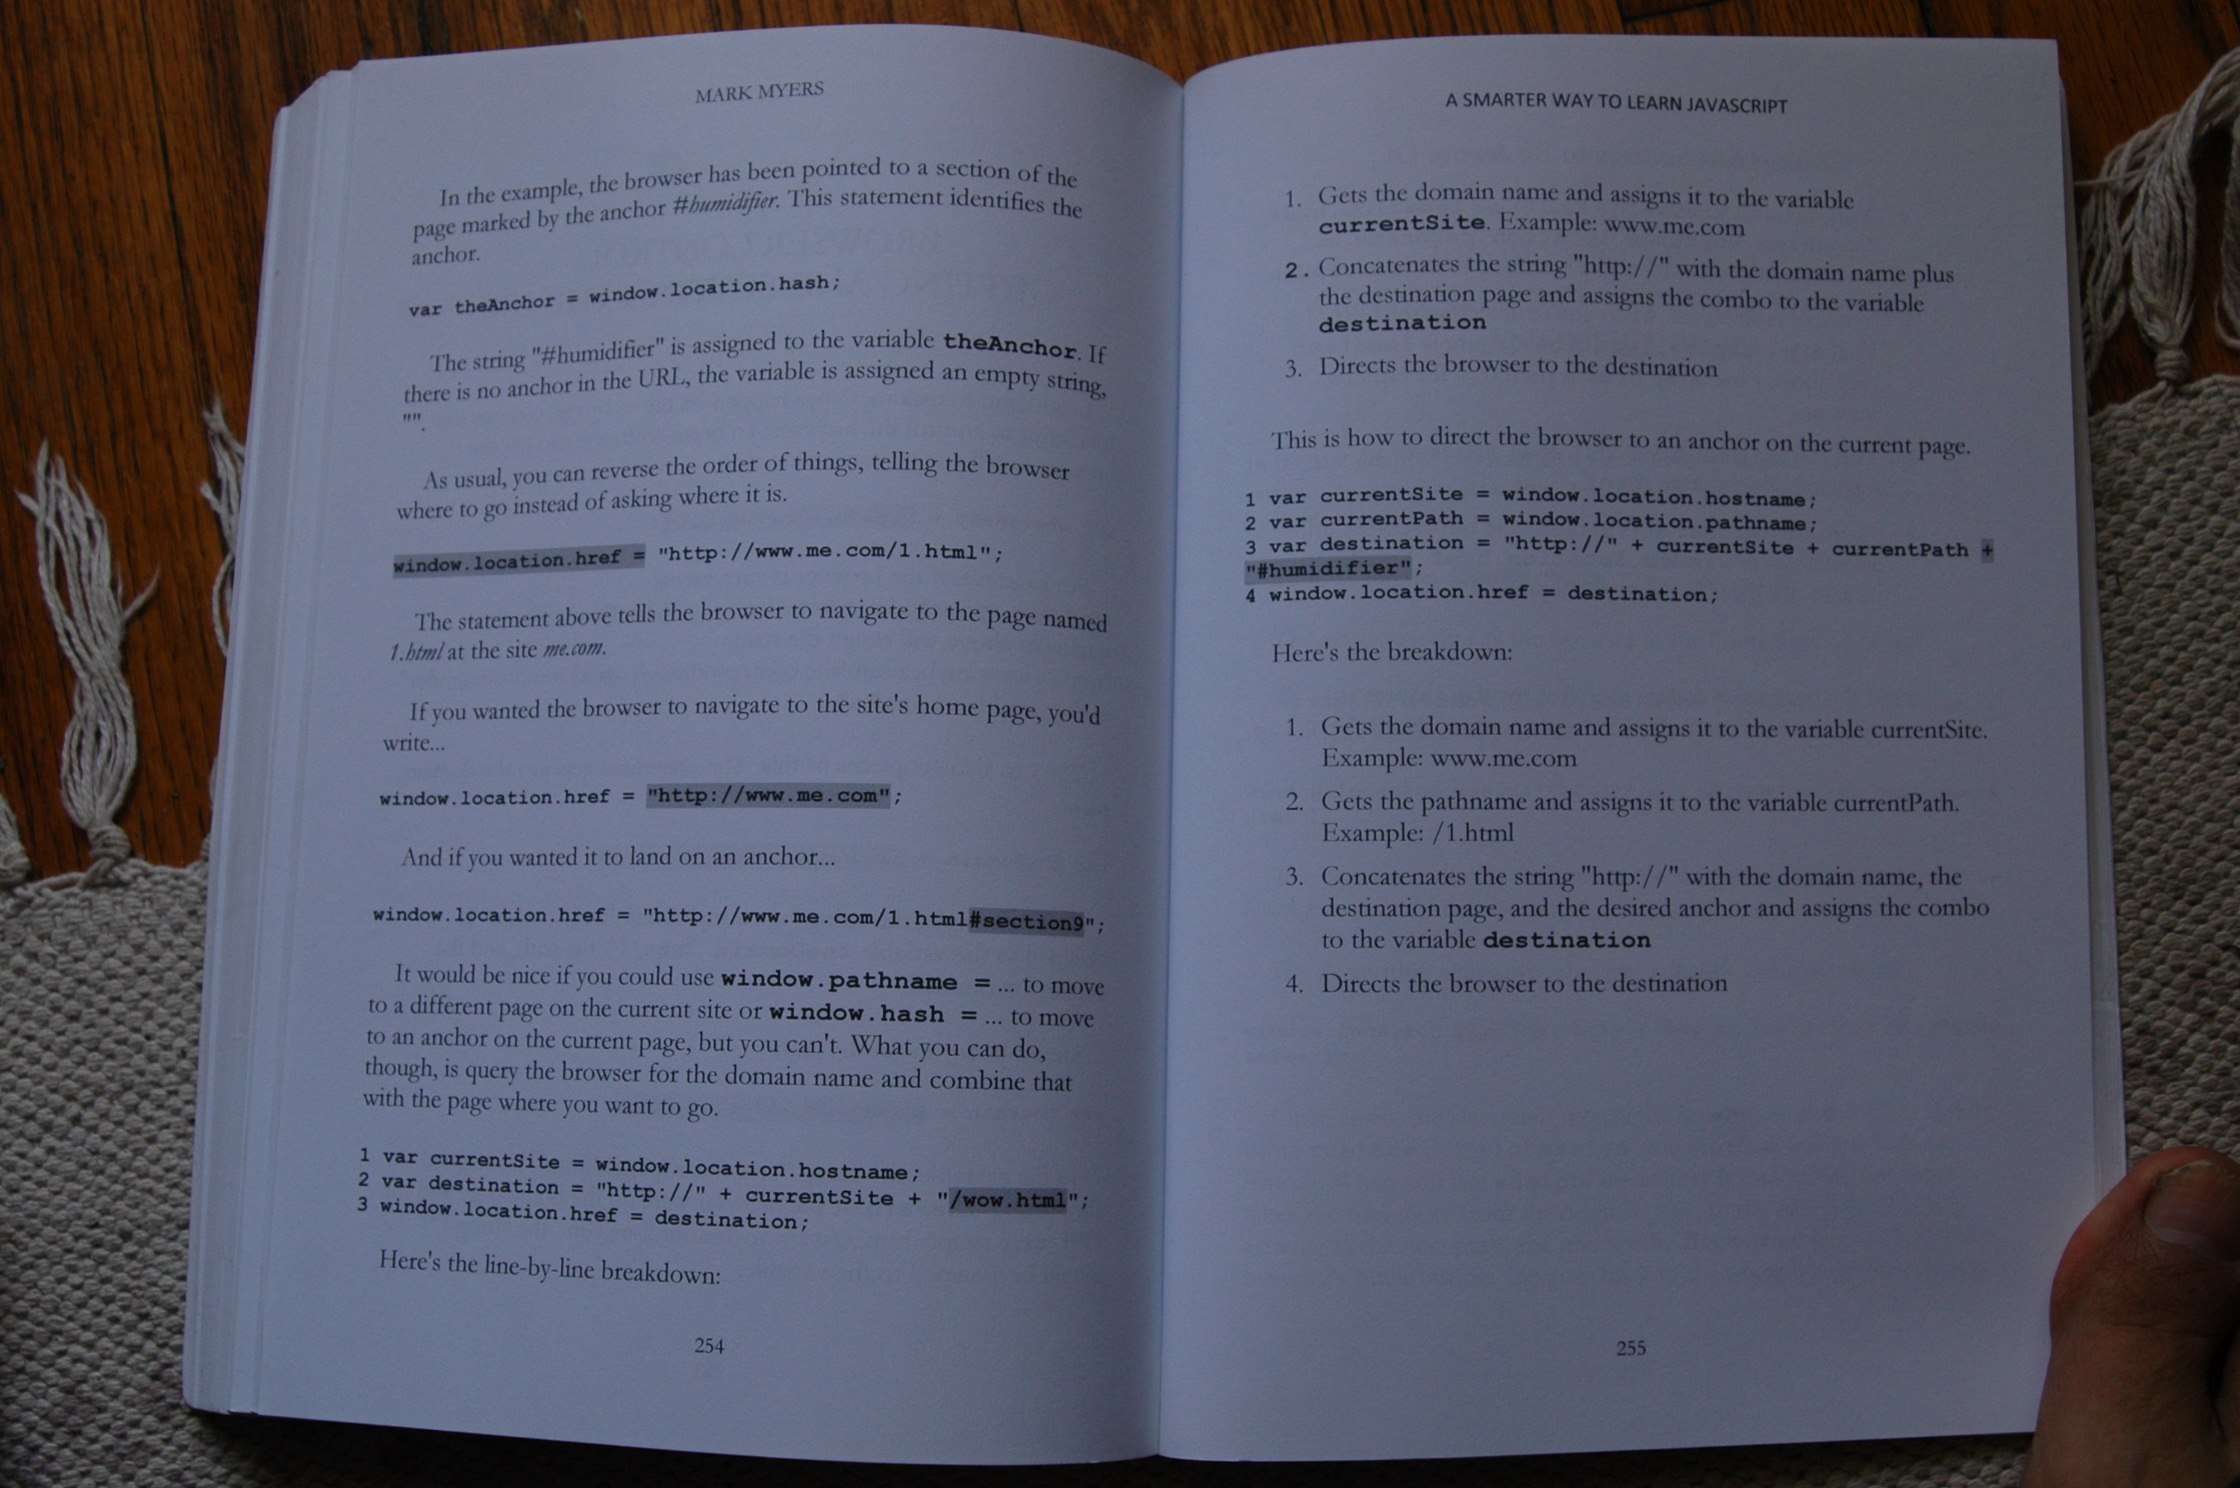 MARK MYERS
In the example, the browser has been pointed to a section of the
page marked by the anchor #humidifier. This statement identifies the
anchor.
var theAnchor = window.location.hash;
The string "#humidifier" is assigned to the variable theAnchor. If
there is no anchor in the URL, the variable is assigned an empty string,
"".
As usual, you can reverse the order of things, telling the browser
where to go instead of asking where it is.
window.location.href = "http://www.me.com/1.html";
The statement above tells the browser to navigate to the page named
1.html at the site me.com.
If you wanted the browser to navigate to the site's home page, you'd
write...
window.location.href = "http://www.me.com";
And if you wanted it to land on an anchor...
window.location.href = "http://www.me.com/1.html#section9";
It would be nice if you could use window.pathname = ... to move
to a different page on the current site or window.hash = ... to move
to an anchor on the current page, but you can't. What you can do,
though, is query the browser for the domain name and combine that
with the page where you want to go.
1 var currentSite = window.location.hostname;
2 var destination = "http://" + currentSite + "/wow.html";
3 window.location.href = destination;
Here's the line-by-line breakdown:
254
A SMARTER WAY TO LEARN JAVASCRIPT
1. Gets the domain name and assigns it to the variable
currentSite. Example: www.me.com
2. Concatenates the string "http://" with the domain name plus
the destination page and assigns the combo to the variable
destination
3. Directs the browser to the destination
This is how to direct the browser to an anchor on the current page.
1 var currentSite = window.location.hostname;
2 var currentPath = window.location.pathname;
3 var destination = "http://" + currentSite + currentPath +
"#humidifier";
4 window.location.href = destination;
Here's the breakdown:
1. Gets the domain name and assigns it to the variable currentSite.
Example: www.me.com
2. Gets the pathname and assigns it to the variable currentPath.
Example: /1.html
3. Concatenates the string "http://" with the domain name, the
destination page, and the desired anchor and assigns the combo
to the variable destination
4. Directs the browser to the destination
255